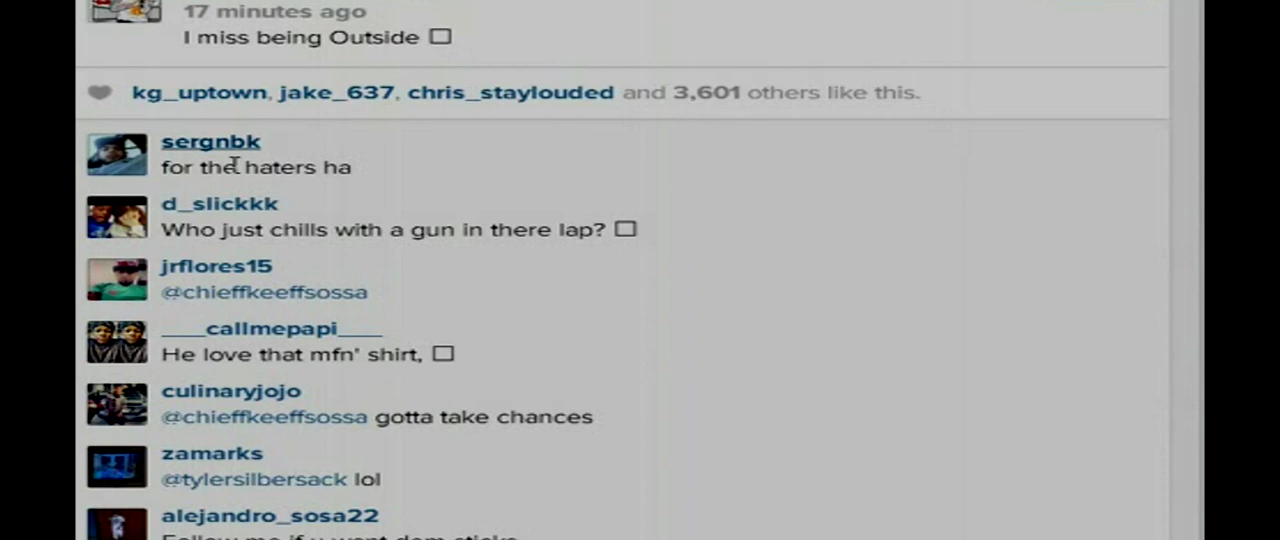 17 minutes ago
I miss being Outside
kg_uptown, jake_637, chris_staylouded and 3,601 others like this.
sergnbk
for the haters ha
d_slickkk
Who just chills with a gun in there lap?
jrflores15
@chieffkeeffsossa
____callmepapi____
He love that mfn' shirt,
culinaryjojo
@chieffkeeffsossa gotta take chances
zamarks
@tylersilbersack lol
alejandro_sosa22
Follow me if u want dem sticks